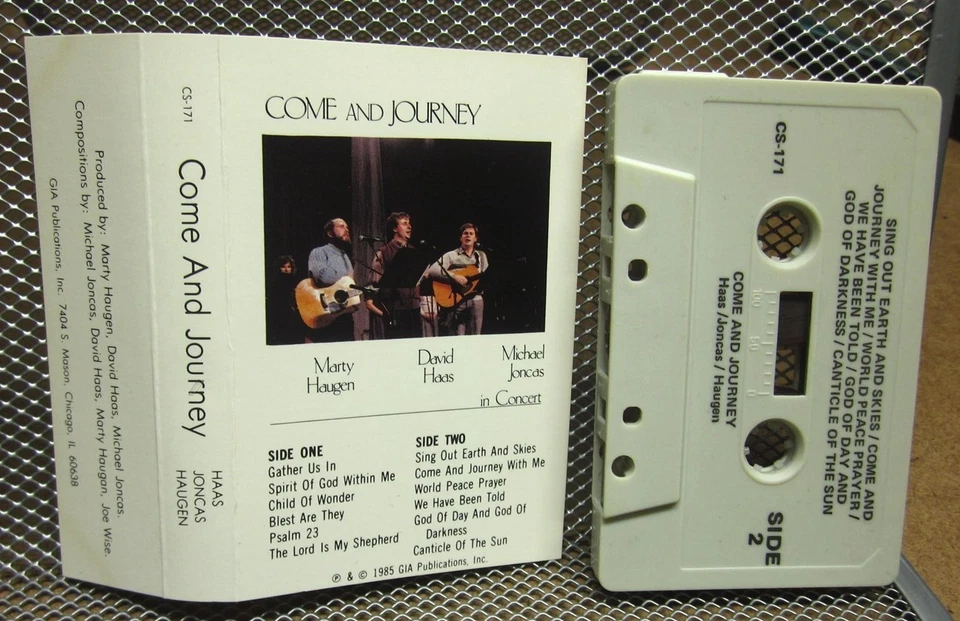 Produced by: Marty Haugen, David Haas, Michael Joncas.
Compositions by: Michael Joncas, David Haas, Marty Haugan, Joe Wise.
GIA Publications, Inc. 7404 S. Mason, Chicago, IL 60638
CS-171
Come And Journey
HAAS
JONCAS
HAUGEN
COME AND JOURNEY
Marty
Haugen
David
Haas
Michael
Joncas
in Concert
SIDE ONE
Gather Us In
Spirit Of God Within Me
Child Of Wonder
Blest Are They
Psalm 23
The Lord Is My Shepherd
SIDE TWO
Sing Out Earth And Skies
Come And Journey With Me
World Peace Prayer
We Have Been Told
God Of Day And God Of
Darkness
Canticle Of The Sun
℗ & © 1985 GIA Publications, Inc.
CS-171
SING OUT EARTH AND SKIES / COME AND
JOURNEY WITH ME / WORLD PEACE PRAYER /
WE HAVE BEEN TOLD / GOD OF DAY AND
GOD OF DARKNESS / CANTICLE OF THE SUN
100 50 0
COME AND JOURNEY
Haas /Joncas / Haugen
SIDE
2